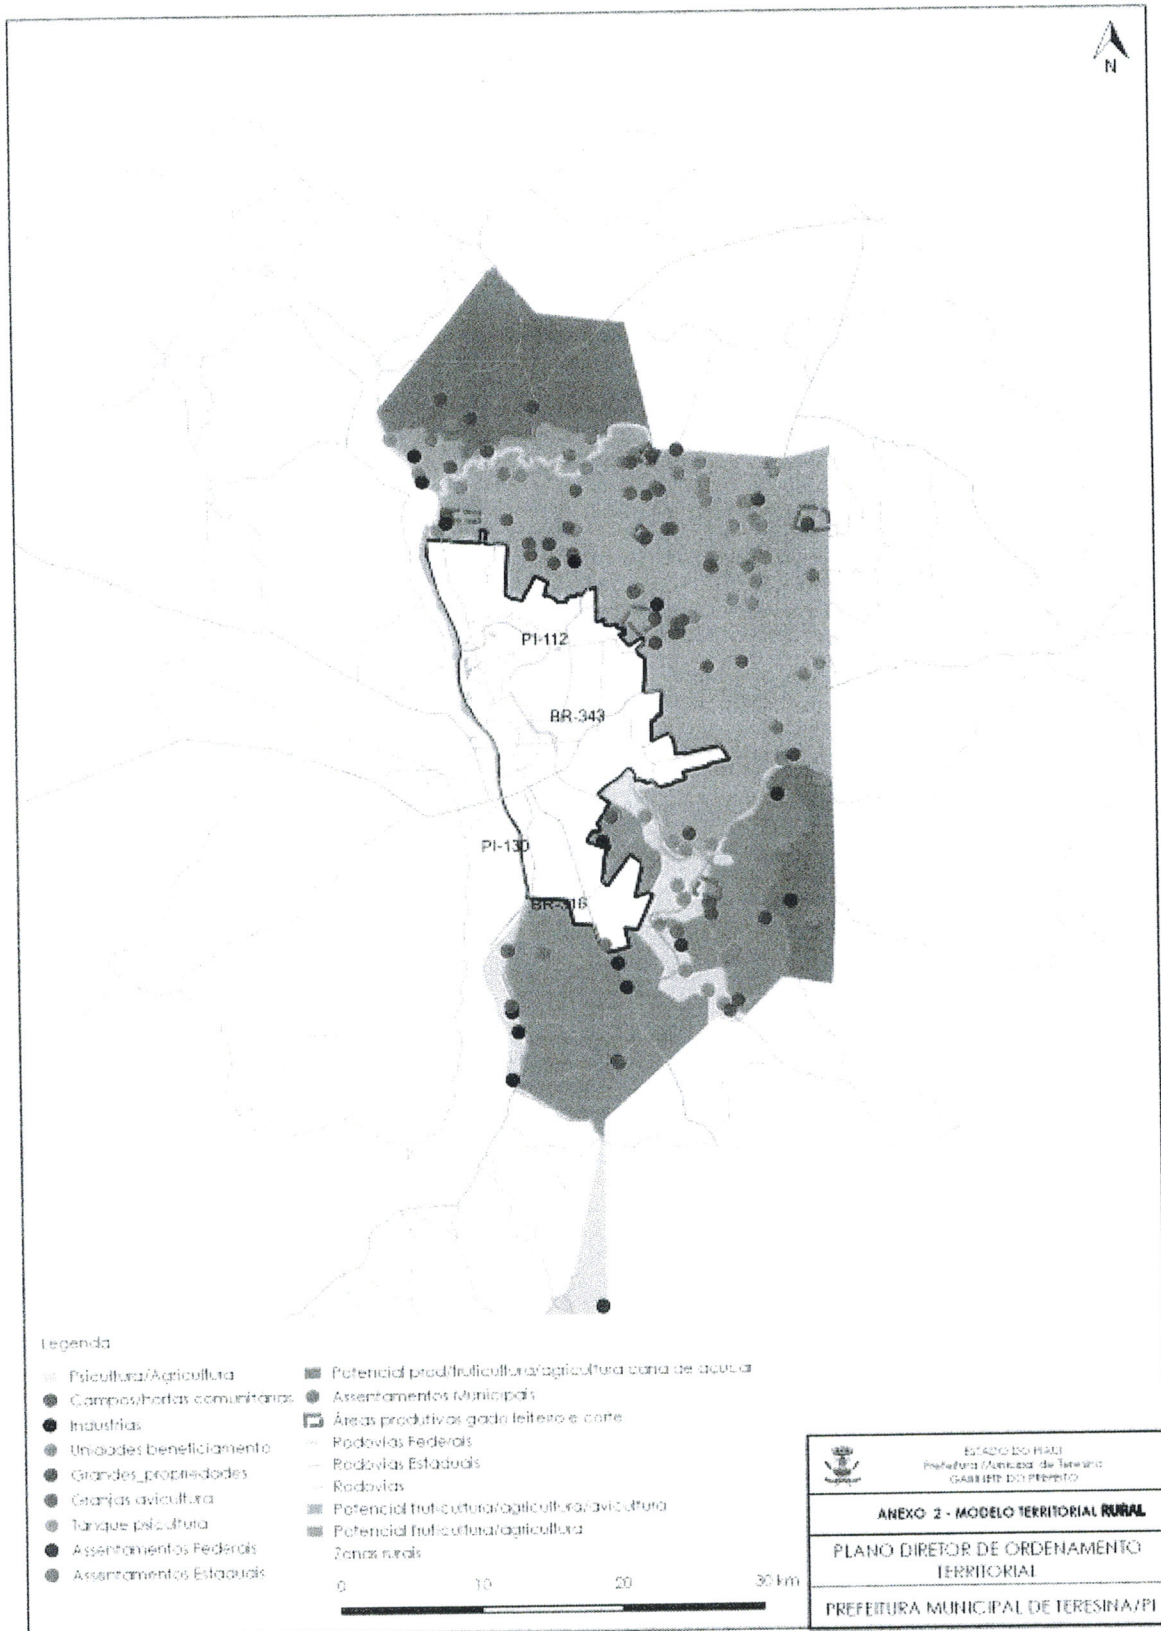 N
PI-112
BR-343
PI-130
BR-316
Legenda
Psicultura/Agricultura
Campos/hortas comunitarias
Industrias
Unidades beneficiamento
Grandes_propriedades
Granjas avicultura
Tanque psicultura
Assentamentos Federais
Assentamentos Estaduais
Potencial prod/fruticultura/agricultura cana de acucar
Assentamentos Municipais
Áreas produtivas gado leiteiro e corte
Rodovias Federais
Rodovias Estaduais
Rodovias
Potencial fruticultura/agricultura/avicultura
Potencial fruticultura/agricultura
Zonas rurais
0 10 20 30 km
ESTADO DO PIAUÍ
Prefeitura Municipal de Teresina
GABINETE DO PREFEITO
ANEXO 2 - MODELO TERRITORIAL RURAL
PLANO DIRETOR DE ORDENAMENTO
TERRITORIAL
PREFEITURA MUNICIPAL DE TERESINA/PI